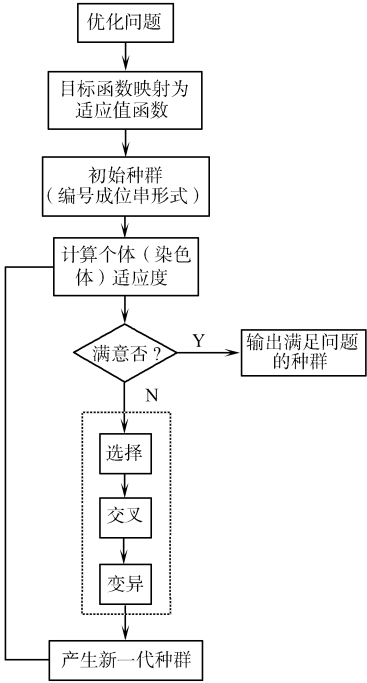 优化问题
目标函数映射为
适应值函数
初始种群
（编号成位串形式）
计算个体（染色
体）适应度
满意否？
Y
输出满足问题
的种群
N
选择
交叉
变异
产生新一代种群